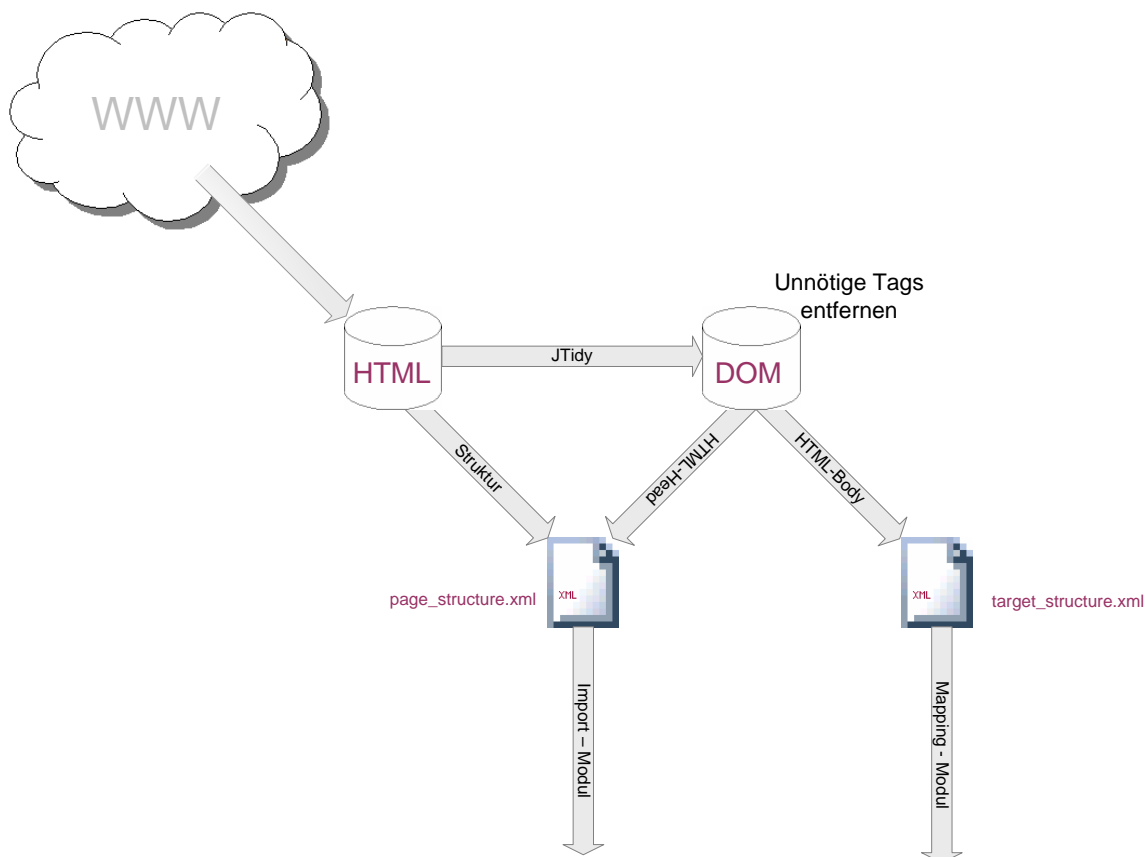 WWW
Unnötige Tags
entfernen
HTML
JTidy
DOM
Struktur
HTML-Head
HTML-Body
page_structure.xml
XML
XML
target_structure.xml
Import – Modul
Mapping - Modul